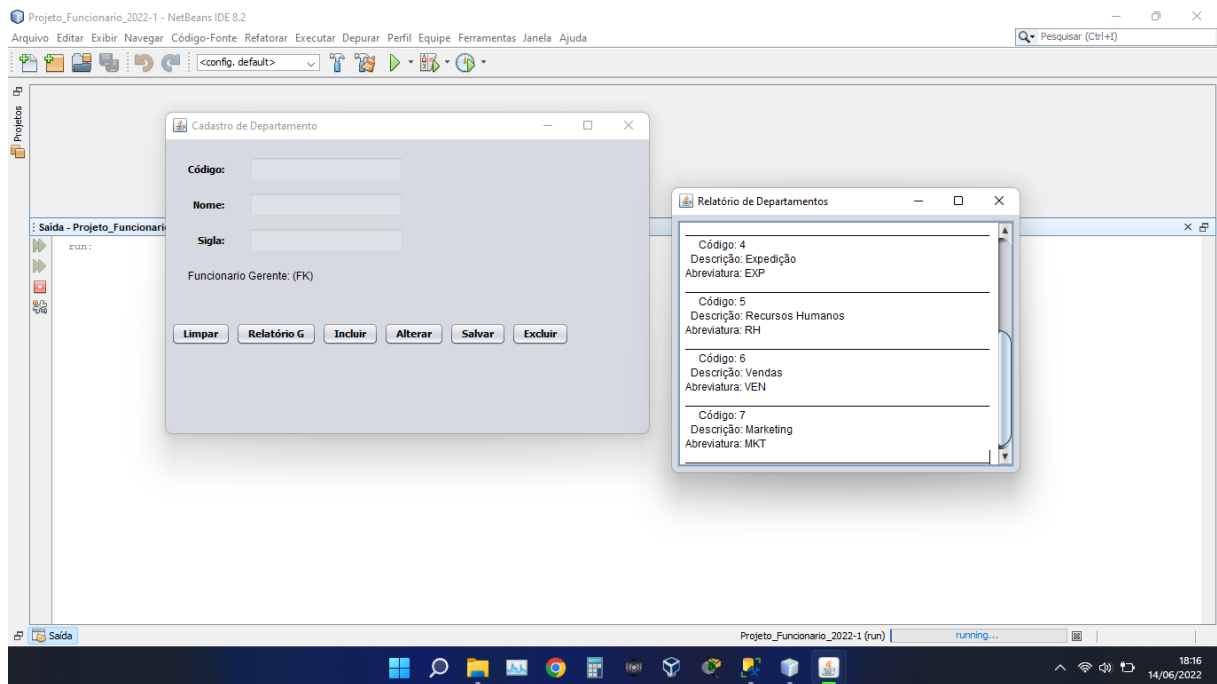 Projeto_Funcionario_2022-1 - NetBeans IDE 8.2
Arquivo Editar Exibir Navegar Código-Fonte Refatorar Executar Depurar Perfil Equipe Ferramentas Janela Ajuda
Pesquisar (Ctrl+I)
<config. default>
Projetos
Cadastro de Departamento
Código:
Nome:
Sigla:
Funcionario Gerente: (FK)
Limpar Relatório G Incluir Alterar Salvar Excluir
Relatório de Departamentos
Código: 4
Descrição: Expedição
Abreviatura: EXP
Código: 5
Descrição: Recursos Humanos
Abreviatura: RH
Código: 6
Descrição: Vendas
Abreviatura: VEN
Código: 7
Descrição: Marketing
Abreviatura: MKT
Saída - Projeto_Funcionari
run:
Saída
Projeto_Funcionario_2022-1 (run) running...
18:16
14/06/2022